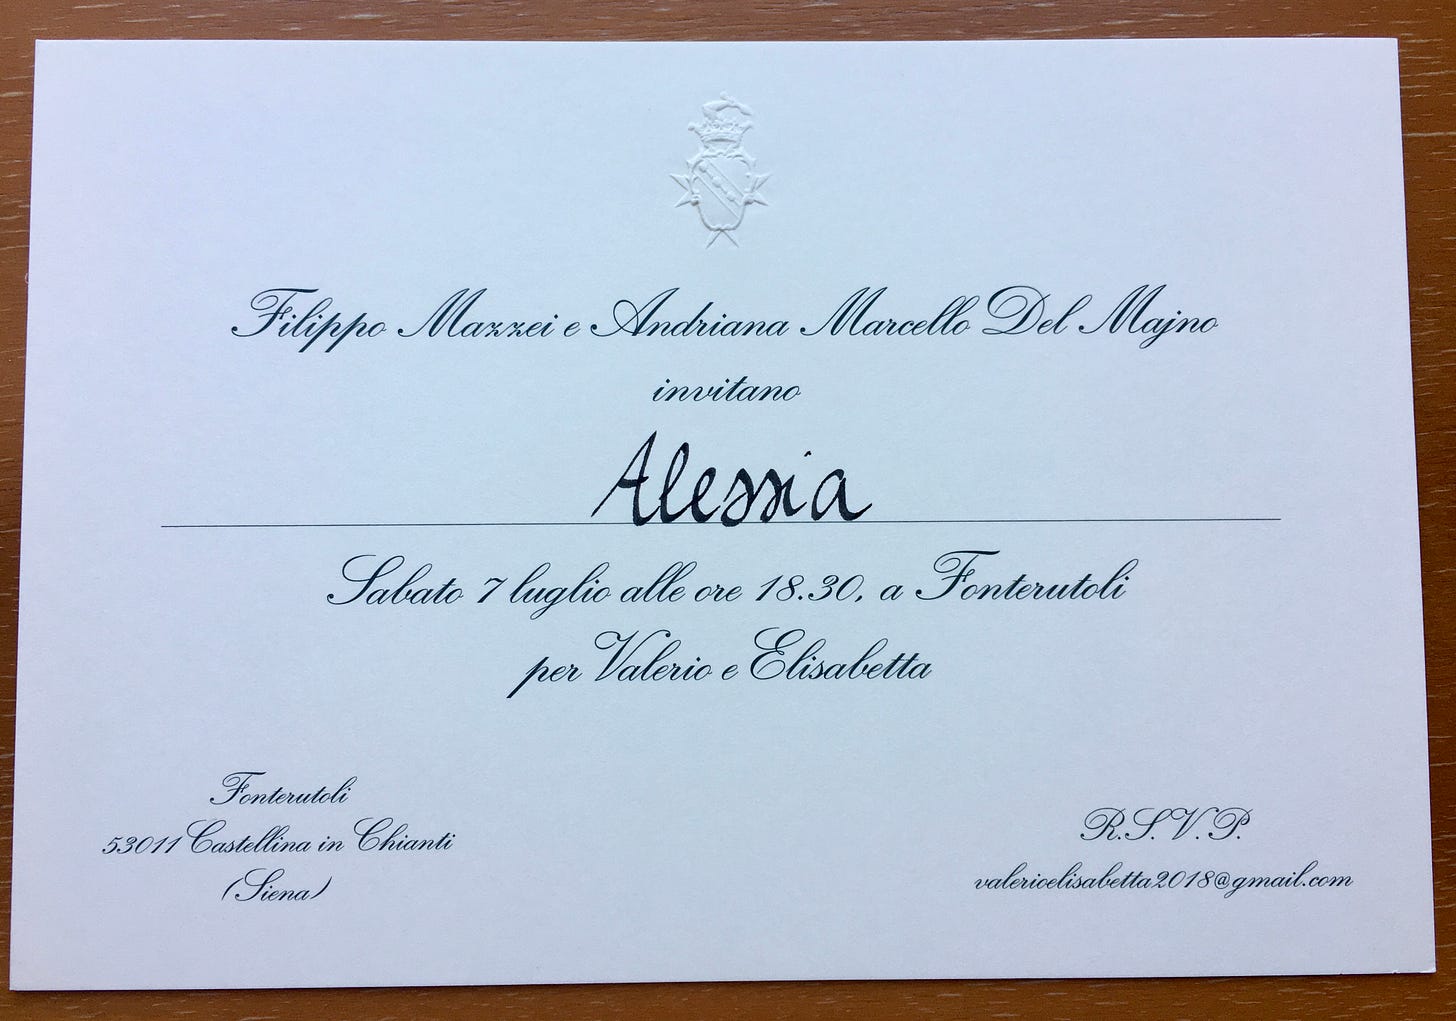 Filippo Mazzei e Andriana Marcello Del Majno
invitano
Alessia
Sabato 7 luglio alle ore 18.30, a Fonterutoli
per Valerio e Elisabetta
Fonterutoli
53011 Castellina in Chianti
(Siena)
R.S.V.P.
valerioelisabetta2018@gmail.com